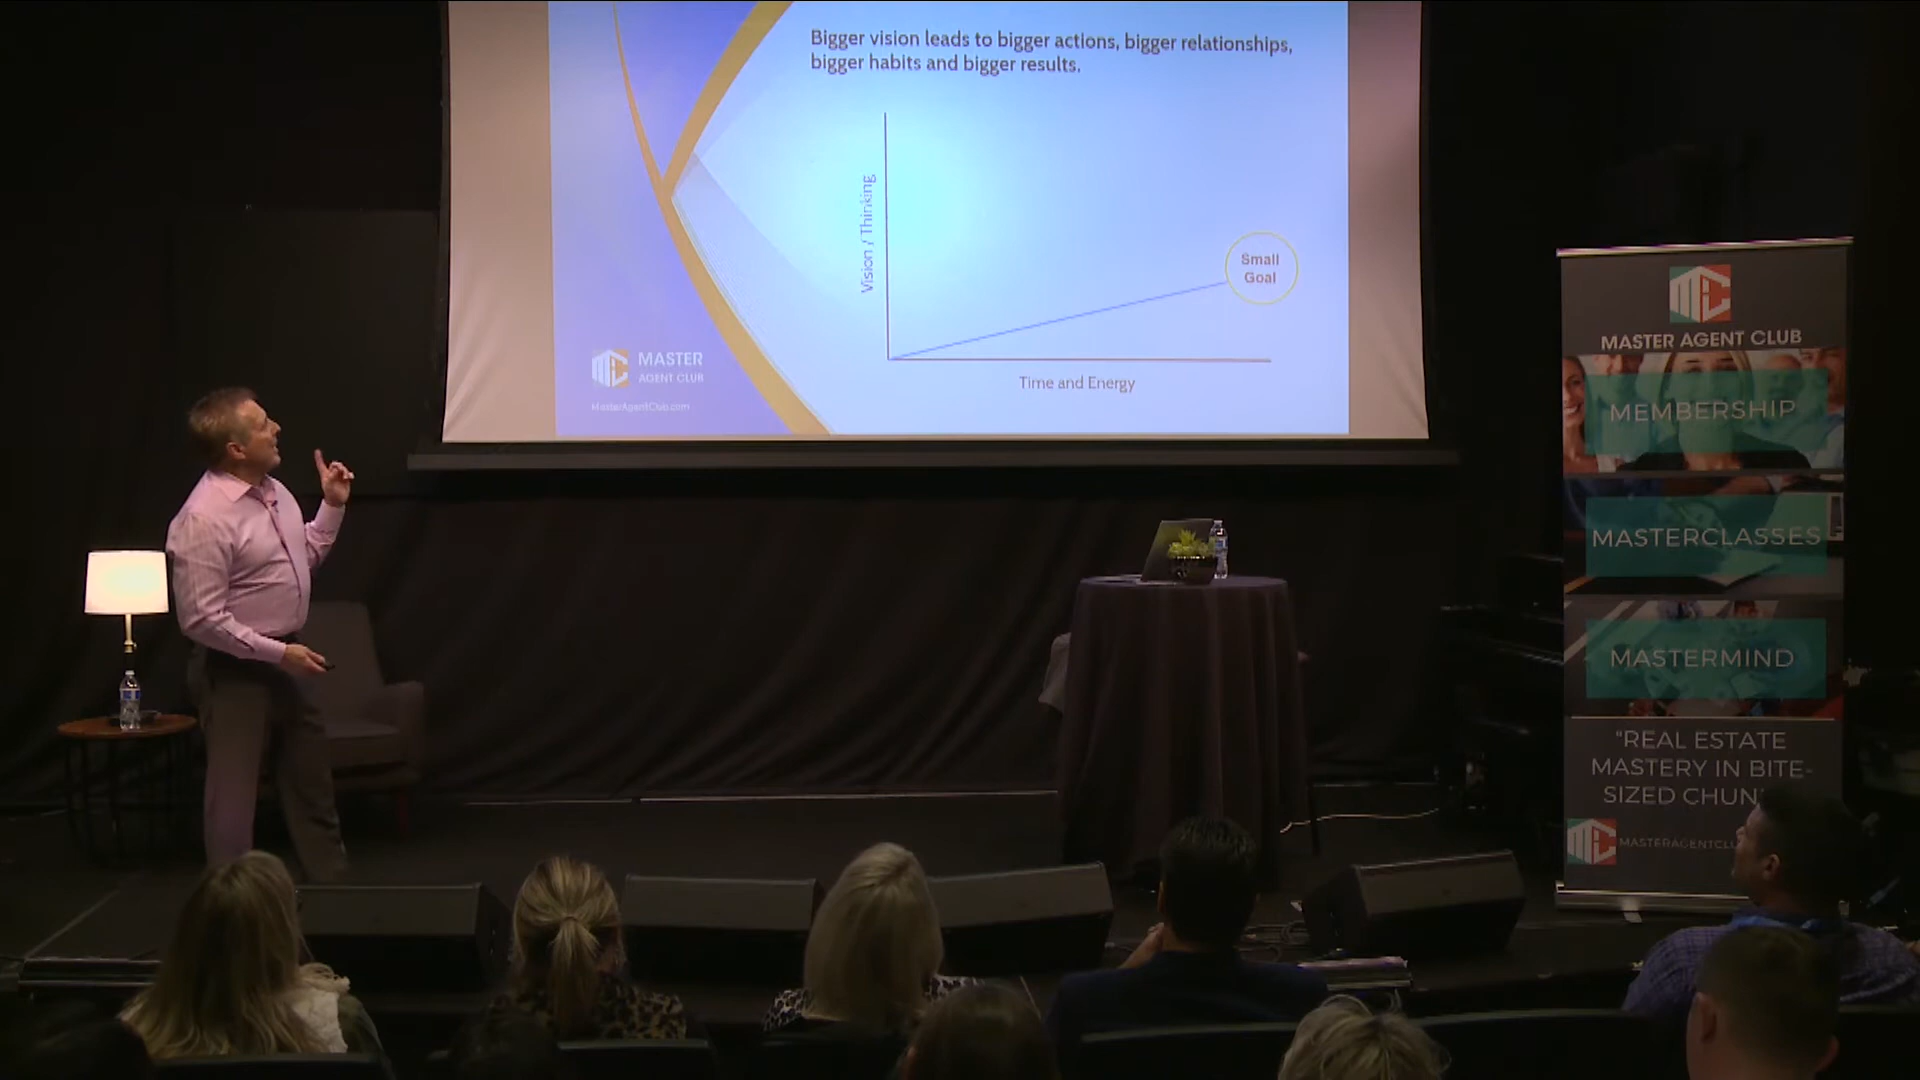 Bigger vision leads to bigger actions, bigger relationships,
bigger habits and bigger results.
Vision / Thinking
Small
Goal
Time and Energy
MASTER
AGENT CLUB
MasterAgentClub.com
MASTER AGENT CLUB
MEMBERSHIP
MASTERCLASSES
MASTERMIND
"REAL ESTATE
MASTERY IN BITE-
SIZED CHUN
MASTERAGENTCLU